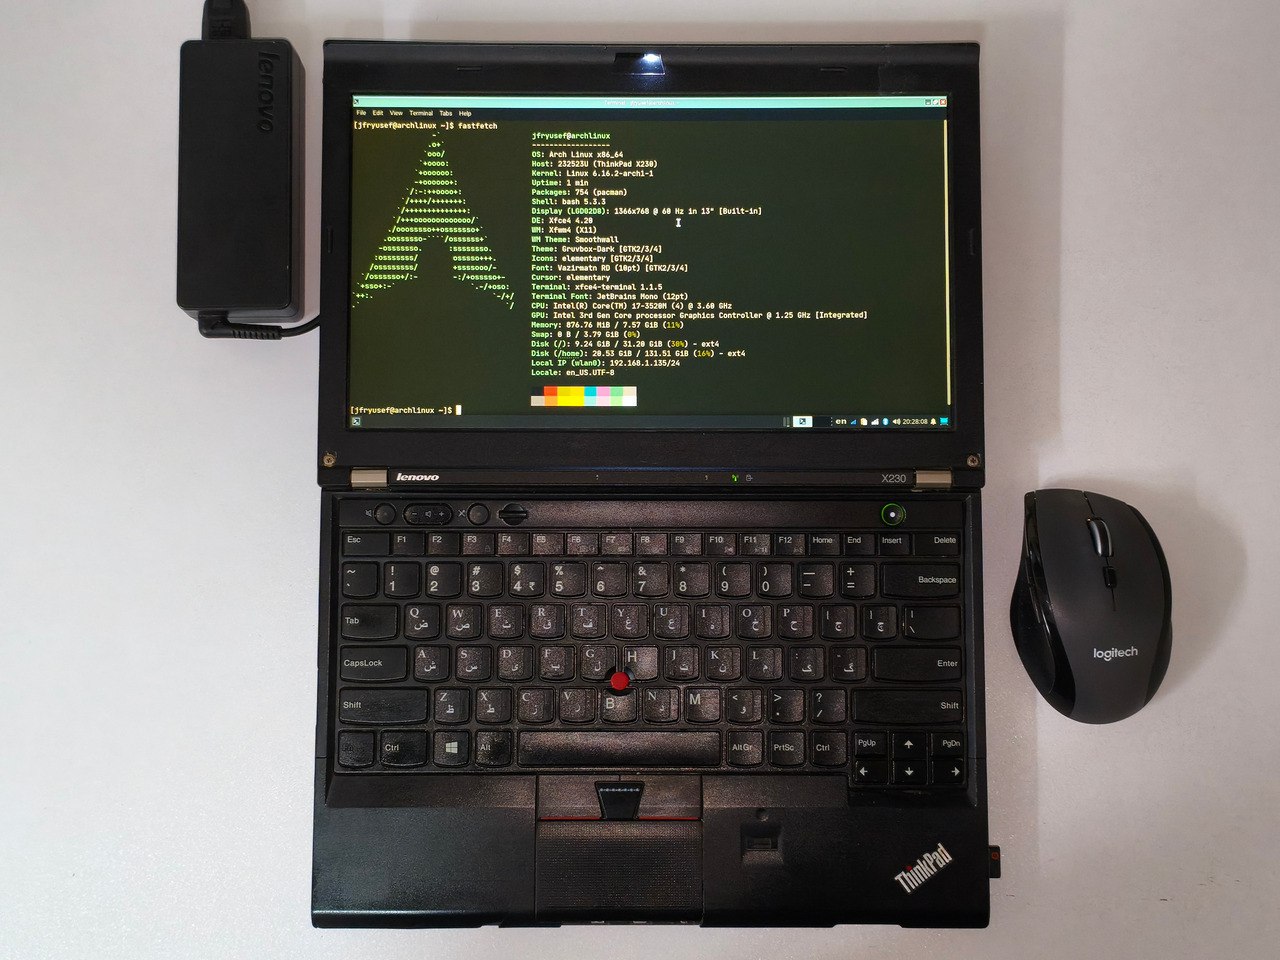 lenovo
File Edit View Terminal Tabs Help
[jfryusef@archlinux ~]$ fastfetch
jfryusef@archlinux
------------------
OS: Arch Linux x86_64
Host: 232523U (ThinkPad X230)
Kernel: Linux 6.16.2-arch1-1
Uptime: 1 min
Packages: 754 (pacman)
Shell: bash 5.3.3
Display (LGD02D8): 1366x768 @ 60 Hz in 13" [Built-in]
DE: Xfce4 4.20
WM: Xfwm4 (X11)
WM Theme: Smoothwall
Theme: Gruvbox-Dark [GTK2/3/4]
Icons: elementary [GTK2/3/4]
Font: Vazirmatn RD (10pt) [GTK2/3/4]
Cursor: elementary
Terminal: xfce4-terminal 1.1.5
Terminal Font: JetBrains Mono (12pt)
CPU: Intel(R) Core(TM) i7-3520M (4) @ 3.60 GHz
GPU: Intel 3rd Gen Core processor Graphics Controller @ 1.25 GHz [Integrated]
Memory: 876.76 MiB / 7.57 GiB (11%)
Swap: 0 B / 3.79 GiB (0%)
Disk (/): 9.24 GiB / 31.20 GiB (30%) - ext4
Disk (/home): 20.53 GiB / 131.51 GiB (16%) - ext4
Local IP (wlan0): 192.168.1.135/24
Locale: en_US.UTF-8
[jfryusef@archlinux ~]$
en 20:28:08
lenovo X230
Esc F1 F2 F3 F4 F5 F6 F7 F8 F9 F10 F11 F12 Home End Insert Delete
~ ! @ # $ % ^ & * ( ) — +
` 1 2 3 4 ₹ 5 6 7 8 9 0 - = Backspace
Tab Q W E R T Y U I O P | \
ض ص ث ق ف غ ع ه خ ح ج چ
CapsLock A S D F G H J K L Enter
ش س ی ب ل ت ن م ک گ
Shift Z X C V B N M < > ? Shift
ظ ط ز ر د و . /
Ctrl Alt AltGr PrtSc Ctrl PgUp PgDn
ThinkPad
logitech